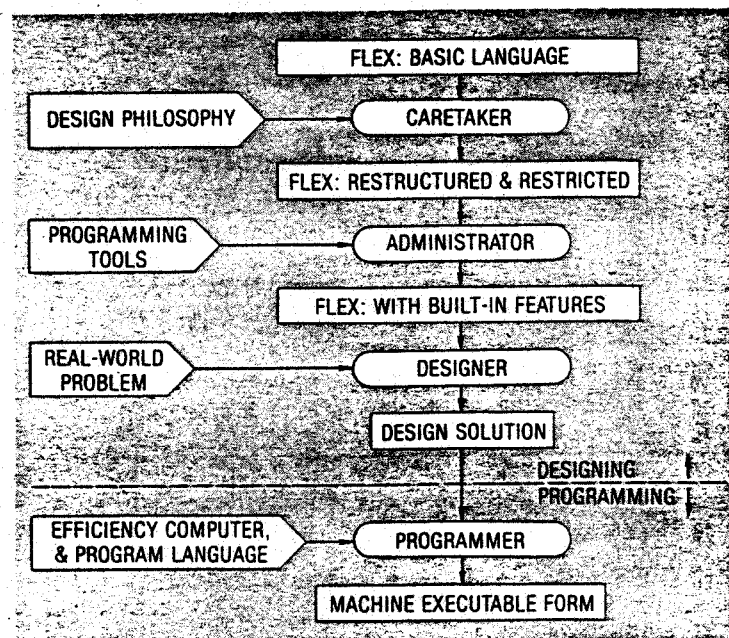 FLEX: BASIC LANGUAGE
DESIGN PHILOSOPHY
CARETAKER
FLEX: RESTRUCTURED & RESTRICTED
PROGRAMMING
TOOLS
ADMINISTRATOR
FLEX: WITH BUILT-IN FEATURES
REAL-WORLD
PROBLEM
DESIGNER
DESIGN SOLUTION
DESIGNING
PROGRAMMING
EFFICIENCY COMPUTER,
& PROGRAM LANGUAGE
PROGRAMMER
MACHINE EXECUTABLE FORM